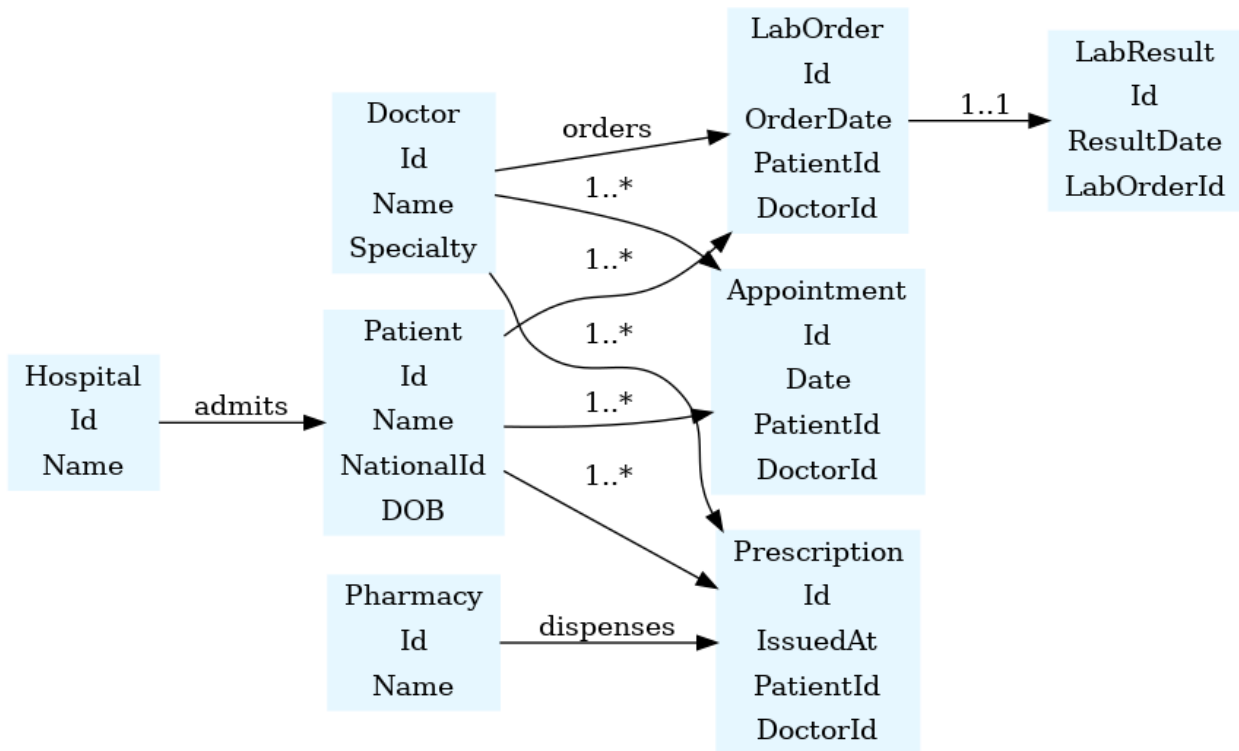 Hospital
Id
Name
admits
Doctor
Id
Name
Specialty
Patient
Id
Name
NationalId
DOB
Pharmacy
Id
Name
orders
1..*
1..*
1..*
1..*
1..*
dispenses
LabOrder
Id
OrderDate
PatientId
DoctorId
Appointment
Id
Date
PatientId
DoctorId
Prescription
Id
IssuedAt
PatientId
DoctorId
1..1
LabResult
Id
ResultDate
LabOrderId